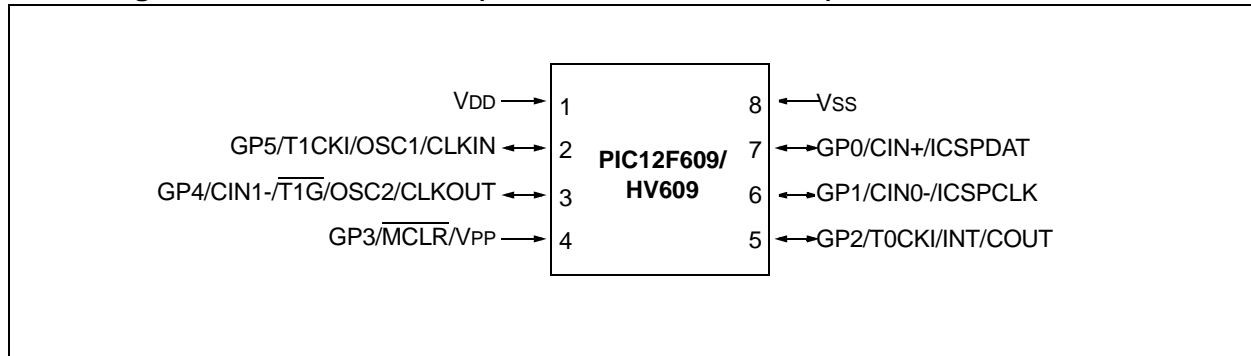 VDD 1
GP5/T1CKI/OSC1/CLKIN 2
GP4/CIN1-/T1G/OSC2/CLKOUT 3
GP3/MCLR/VPP 4
PIC12F609/
HV609
8 VSS
7 GP0/CIN+/ICSPDAT
6 GP1/CIN0-/ICSPCLK
5 GP2/T0CKI/INT/COUT